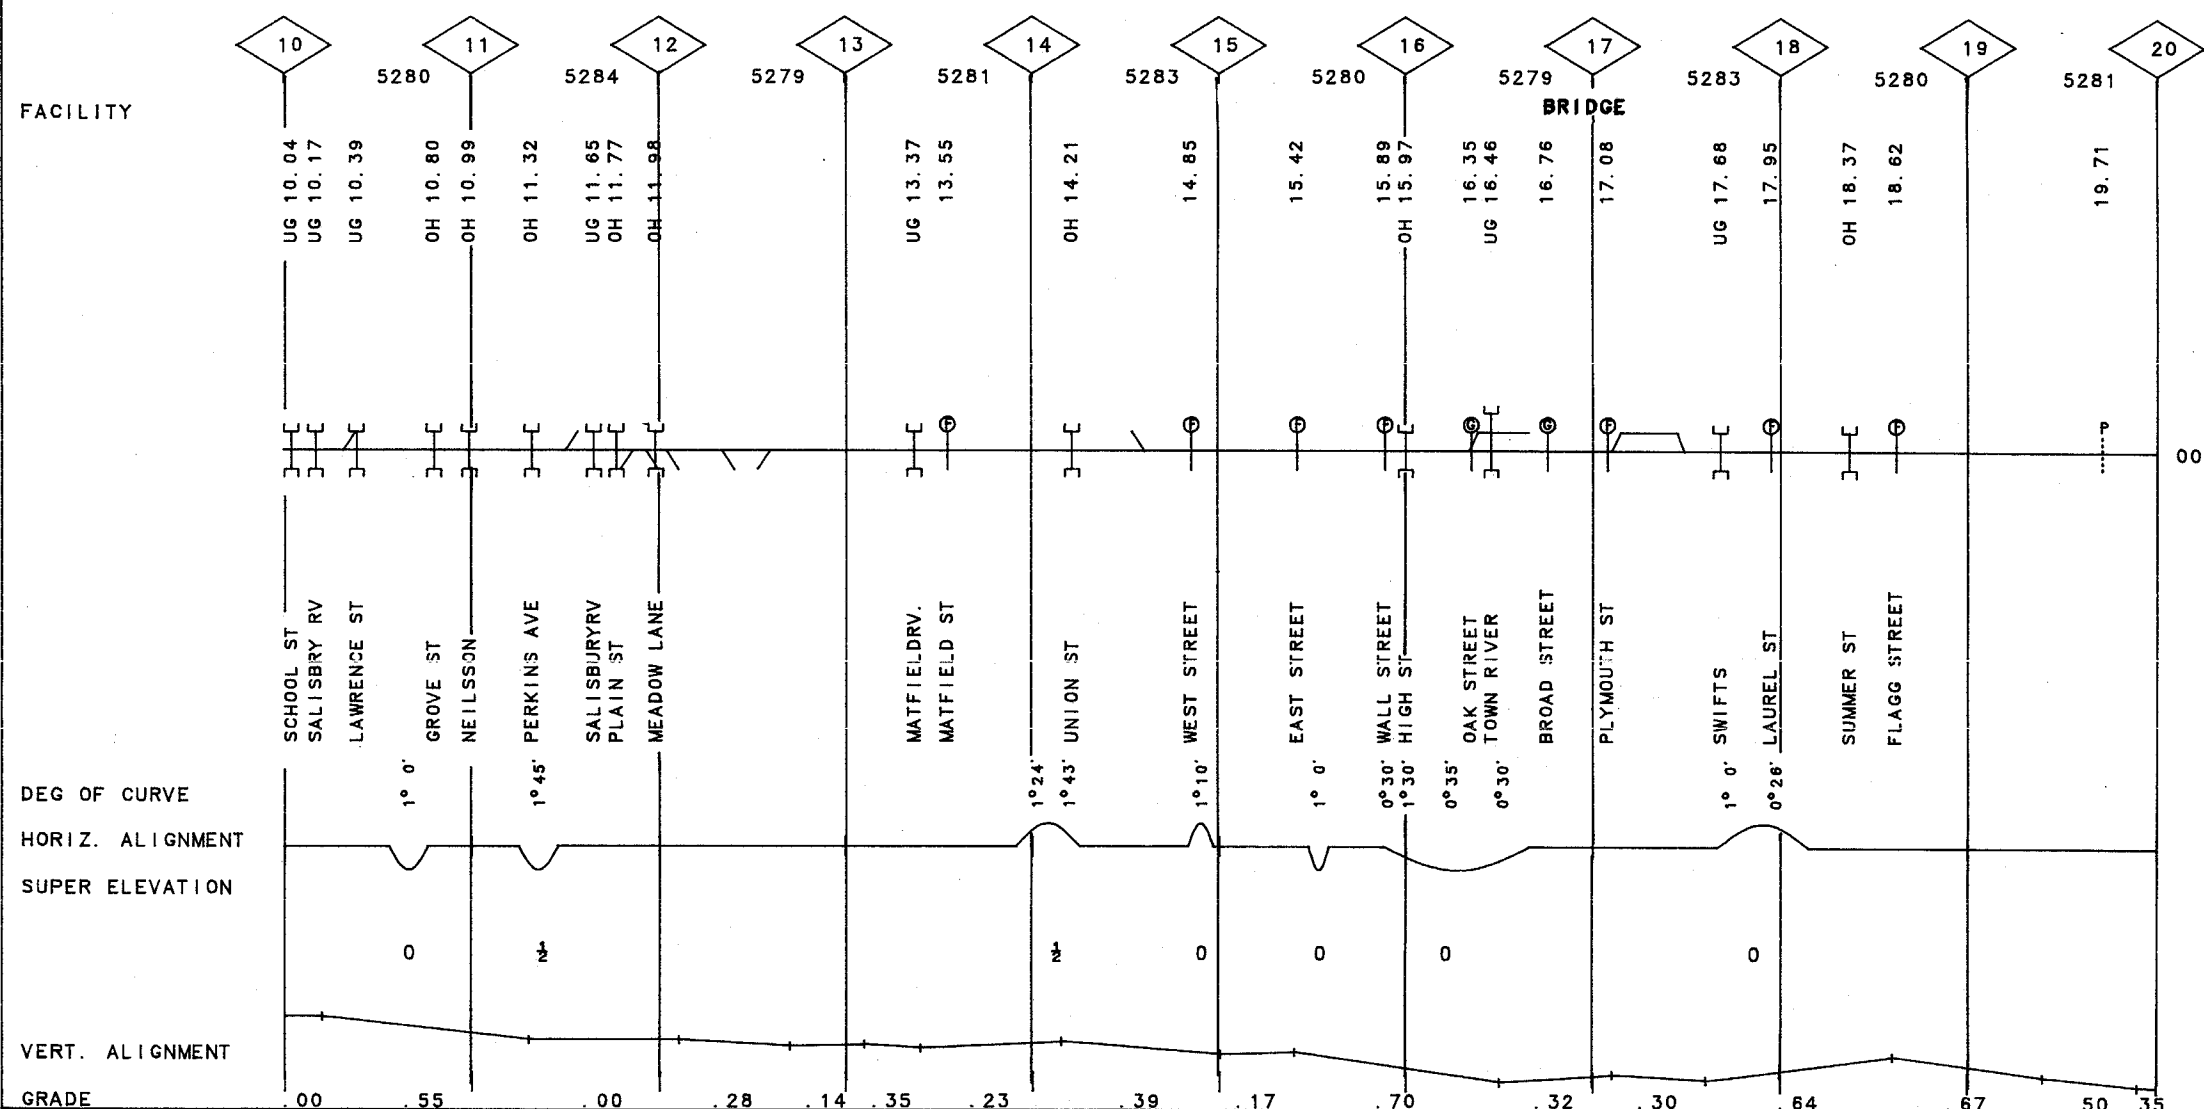 10 11 12 13 14 15 16 17 18 19 20
5280 5284 5279 5281 5283 5280 5279 5283 5280 5281
FACILITY
BRIDGE
UG 10.04
UG 10.17
UG 10.39
OH 10.80
OH 10.99
OH 11.32
UG 11.65
OH 11.77
OH 11.98
UG 13.37
13.55
OH 14.21
14.85
15.42
15.89
OH 15.97
16.35
UG 16.46
16.76
17.08
UG 17.68
17.95
OH 18.37
18.62
19.71
F F F F G G F F F P
00
SCHOOL ST
SALISBRY RV
LAWRENCE ST
GROVE ST
NEILSSON
PERKINS AVE
SALISBURYRV
PLAIN ST
MEADOW LANE
MATFIELDRV.
MATFIELD ST
UNION ST
WEST STREET
EAST STREET
WALL STREET
HIGH ST
OAK STREET
TOWN RIVER
BROAD STREET
PLYMOUTH ST
SWIFTS
LAUREL ST
SUMMER ST
FLAGG STREET
DEG OF CURVE
1° 0'
1°45'
1°24'
1°43'
1°10'
1° 0'
0°30'
1°30'
0°35'
0°30'
1° 0'
0°26'
HORIZ. ALIGNMENT
SUPER ELEVATION
0 ½ ½ 0 0 0 0
VERT. ALIGNMENT
GRADE .00 .55 .00 .28 .14 .35 .23 .39 .17 .70 .32 .30 .64 .67 .50 .35